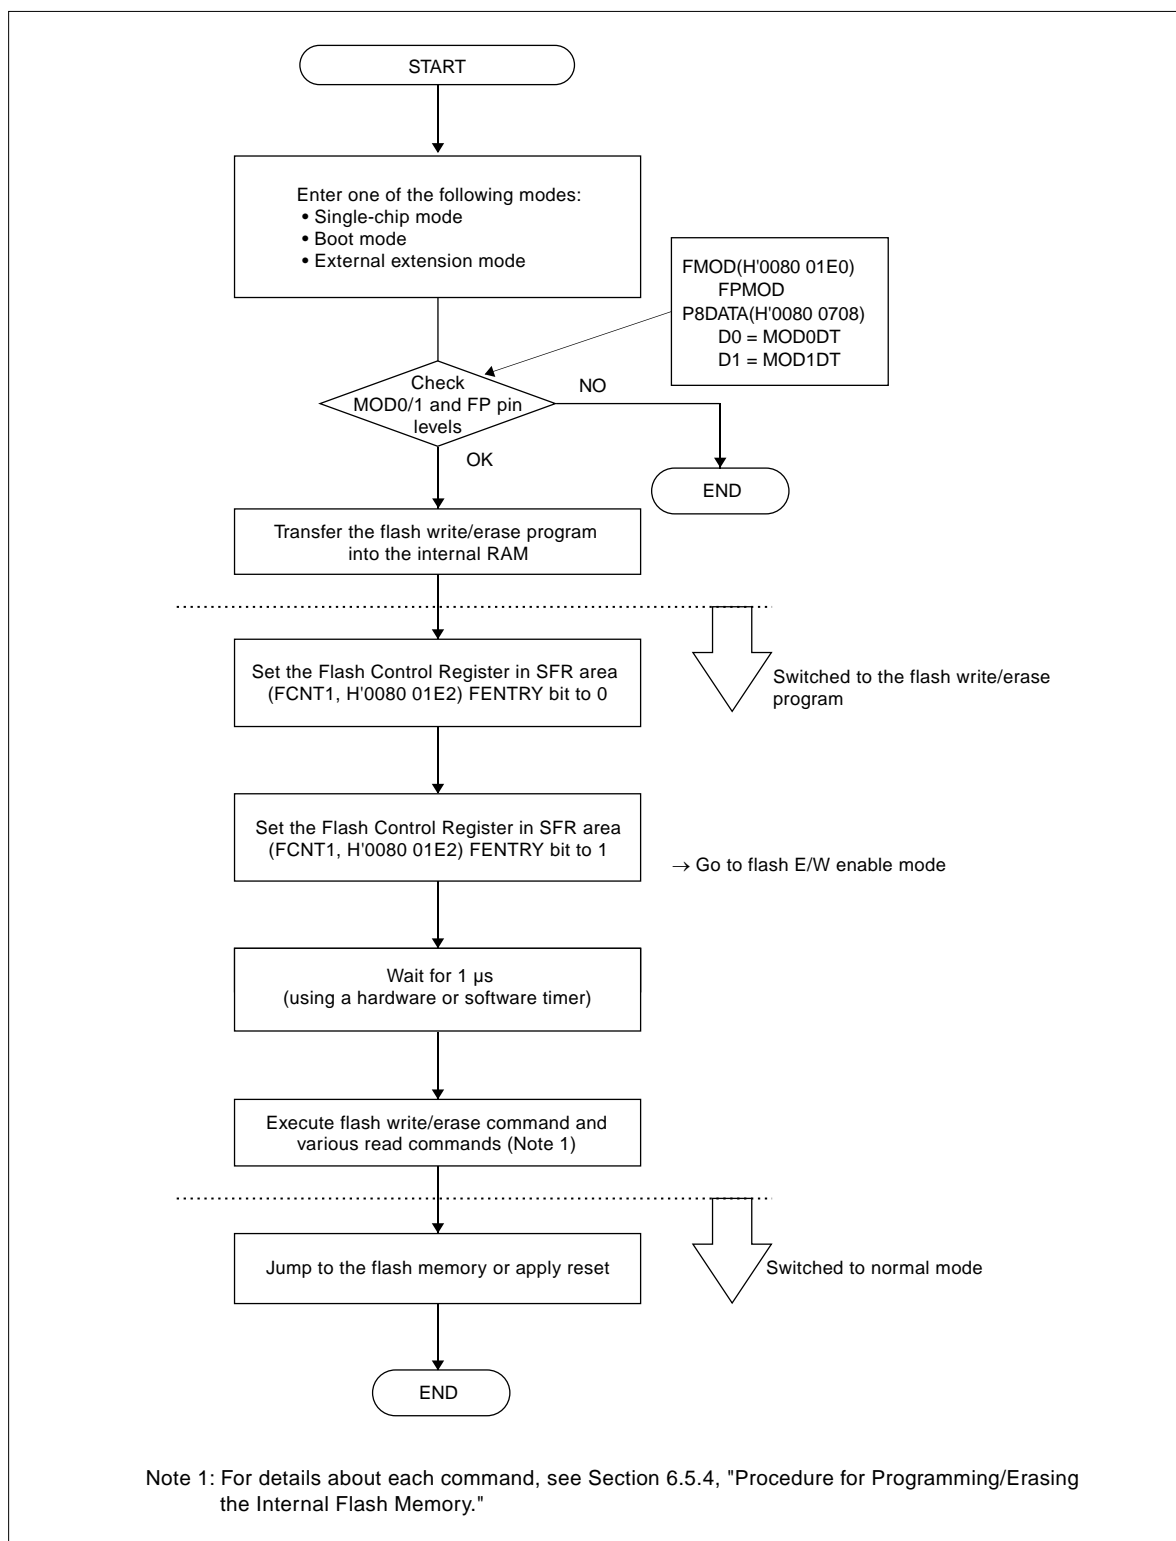 START
Enter one of the following modes:
• Single-chip mode
• Boot mode
• External extension mode
FMOD(H'0080 01E0)
FPMOD
P8DATA(H'0080 0708)
D0 = MOD0DT
D1 = MOD1DT
Check
MOD0/1 and FP pin
levels
NO
OK
END
Transfer the flash write/erase program
into the internal RAM
Set the Flash Control Register in SFR area
(FCNT1, H'0080 01E2) FENTRY bit to 0
Switched to the flash write/erase
program
Set the Flash Control Register in SFR area
(FCNT1, H'0080 01E2) FENTRY bit to 1
→ Go to flash E/W enable mode
Wait for 1 µs
(using a hardware or software timer)
Execute flash write/erase command and
various read commands (Note 1)
Jump to the flash memory or apply reset
Switched to normal mode
END
Note 1: For details about each command, see Section 6.5.4, "Procedure for Programming/Erasing
the Internal Flash Memory."